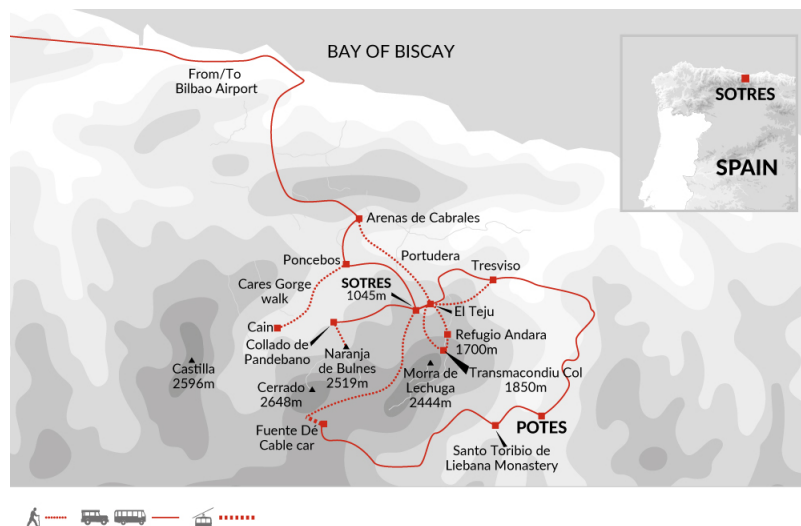 BAY OF BISCAY
From/To
Bilbao Airport
SOTRES
SPAIN
Arenas de Cabrales
Portudera
Poncebos
Tresviso
Cares Gorge
walk
SOTRES
1045m
El Teju
Cain
Collado de
Pandebano
Refugio Andara
1700m
Naranja
de Bulnes
2519m
Castilla
2596m
Morra de
Lechuga
2444m
Transmacondiu Col
1850m
Cerrado
2648m
POTES
Fuente Dé
Cable car
Santo Toribio de
Liebana Monastery